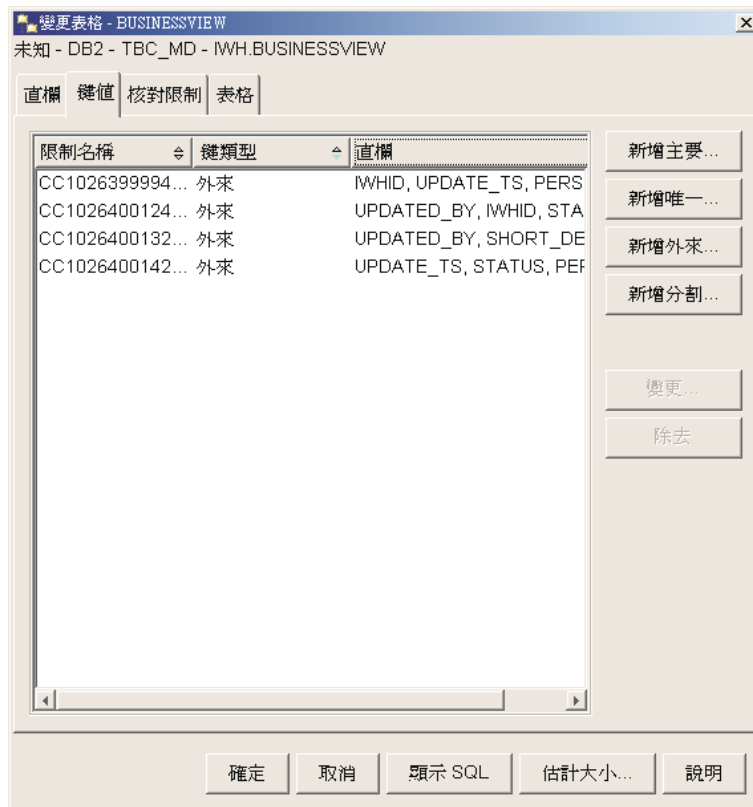 變更表格 - BUSINESSVIEW
未知 - DB2 - TBC_MD - IWH.BUSINESSVIEW
直欄 鍵值 核對限制 表格
限制名稱 鍵類型 直欄
CC1026399994... 外來 IWHID, UPDATE_TS, PERS
CC1026400124... 外來 UPDATED_BY, IWHID, STA
CC1026400132... 外來 UPDATED_BY, SHORT_DE
CC1026400142... 外來 UPDATE_TS, STATUS, PER
新增主要...
新增唯一...
新增外來...
新增分割...
變更...
除去
確定 取消 顯示 SQL 估計大小... 說明